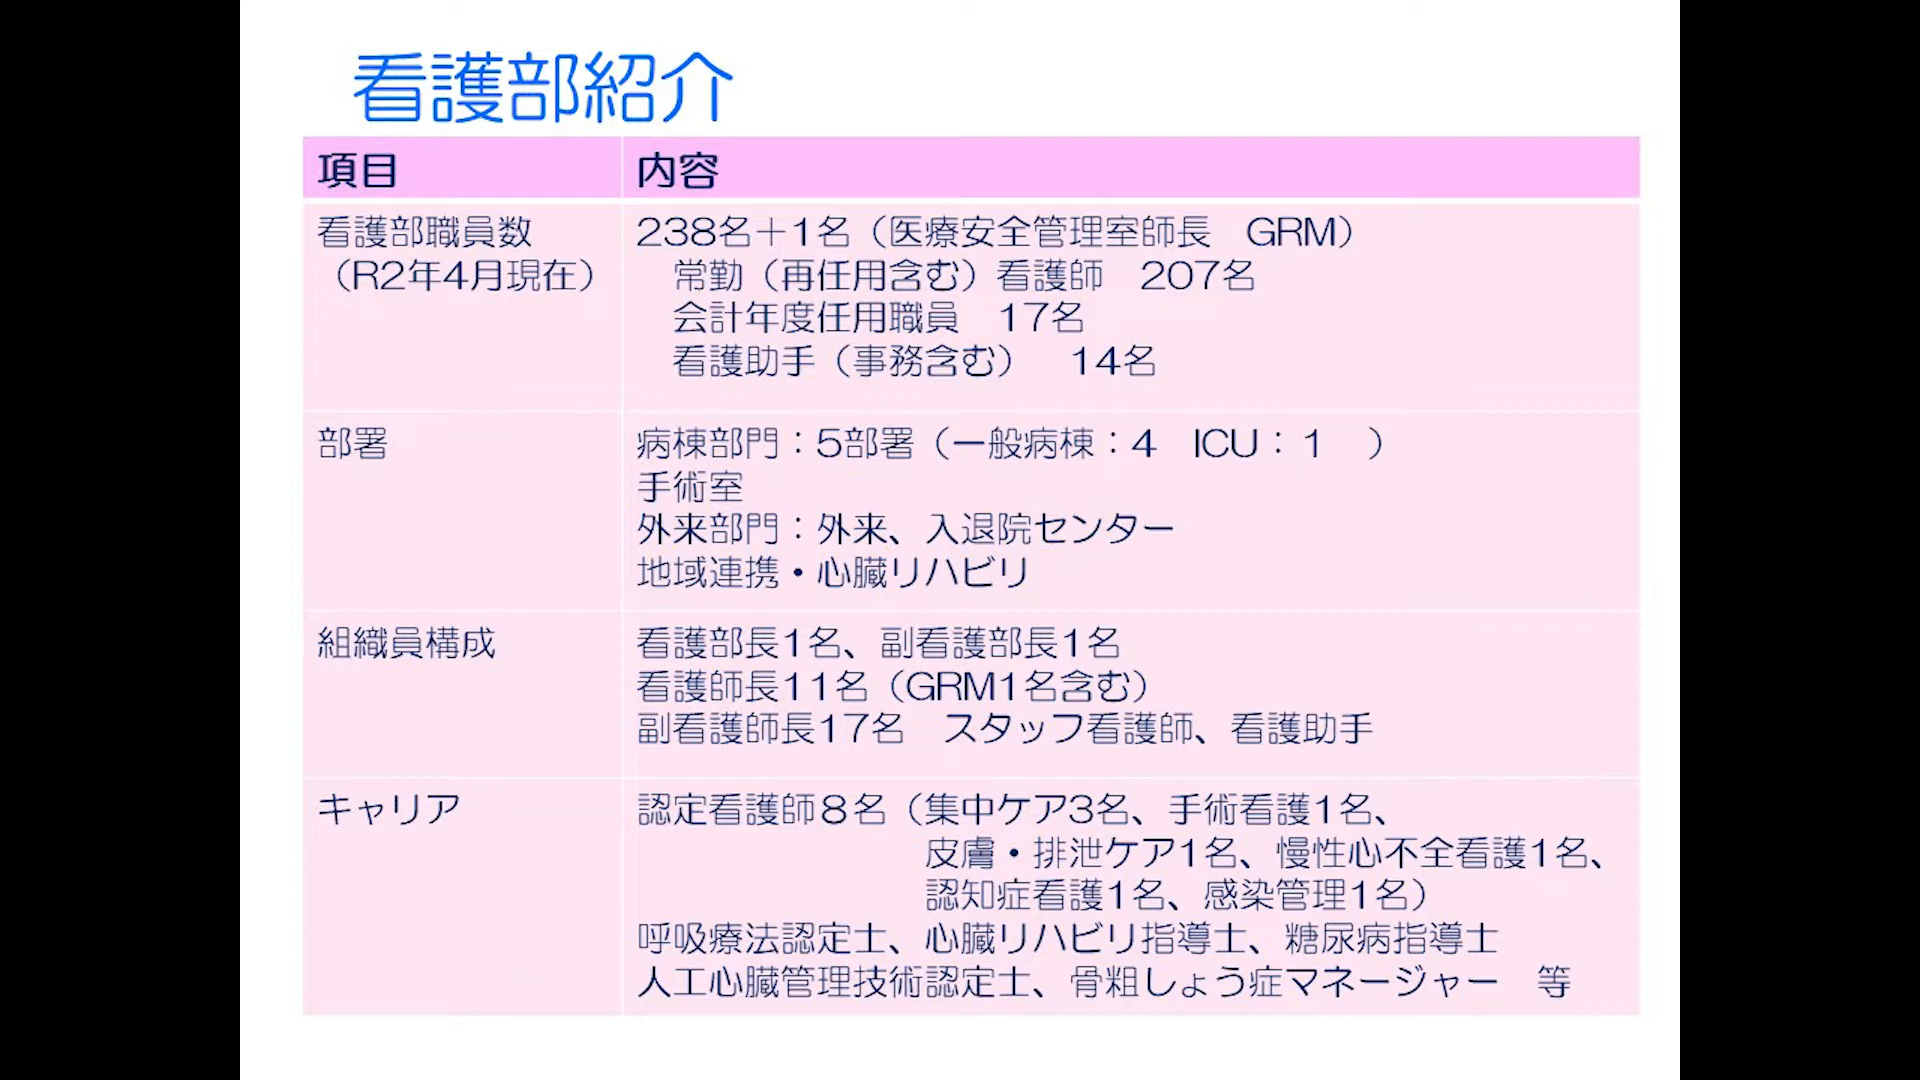 看護部紹介
項目
内容
看護部職員数
（R2年4月現在）
238名＋1名（医療安全管理室師長　GRM）
常勤（再任用含む）看護師　207名
会計年度任用職員　17名
看護助手（事務含む）　14名
部署
病棟部門：5部署（一般病棟：4　ICU：1　）
手術室
外来部門：外来、入退院センター
地域連携・心臓リハビリ
組織員構成
看護部長1名、副看護部長1名
看護師長11名（GRM1名含む）
副看護師長17名　スタッフ看護師、看護助手
キャリア
認定看護師８名（集中ケア3名、手術看護1名、
皮膚・排泄ケア1名、慢性心不全看護1名、
認知症看護1名、感染管理1名）
呼吸療法認定士、心臓リハビリ指導士、糖尿病指導士
人工心臓管理技術認定士、骨粗しょう症マネージャー　等